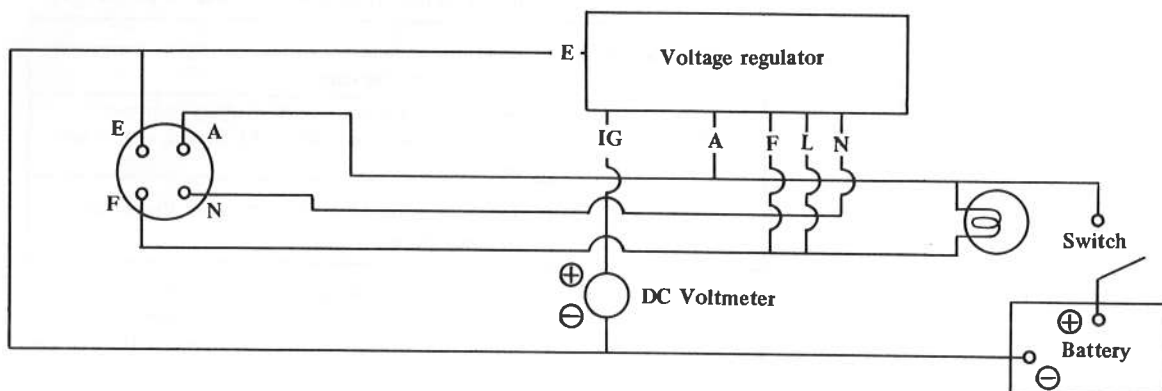 E Voltage regulator
IG A F L N
E A
F N
Switch
⊕ DC Voltmeter
⊖
⊕ Battery
⊖